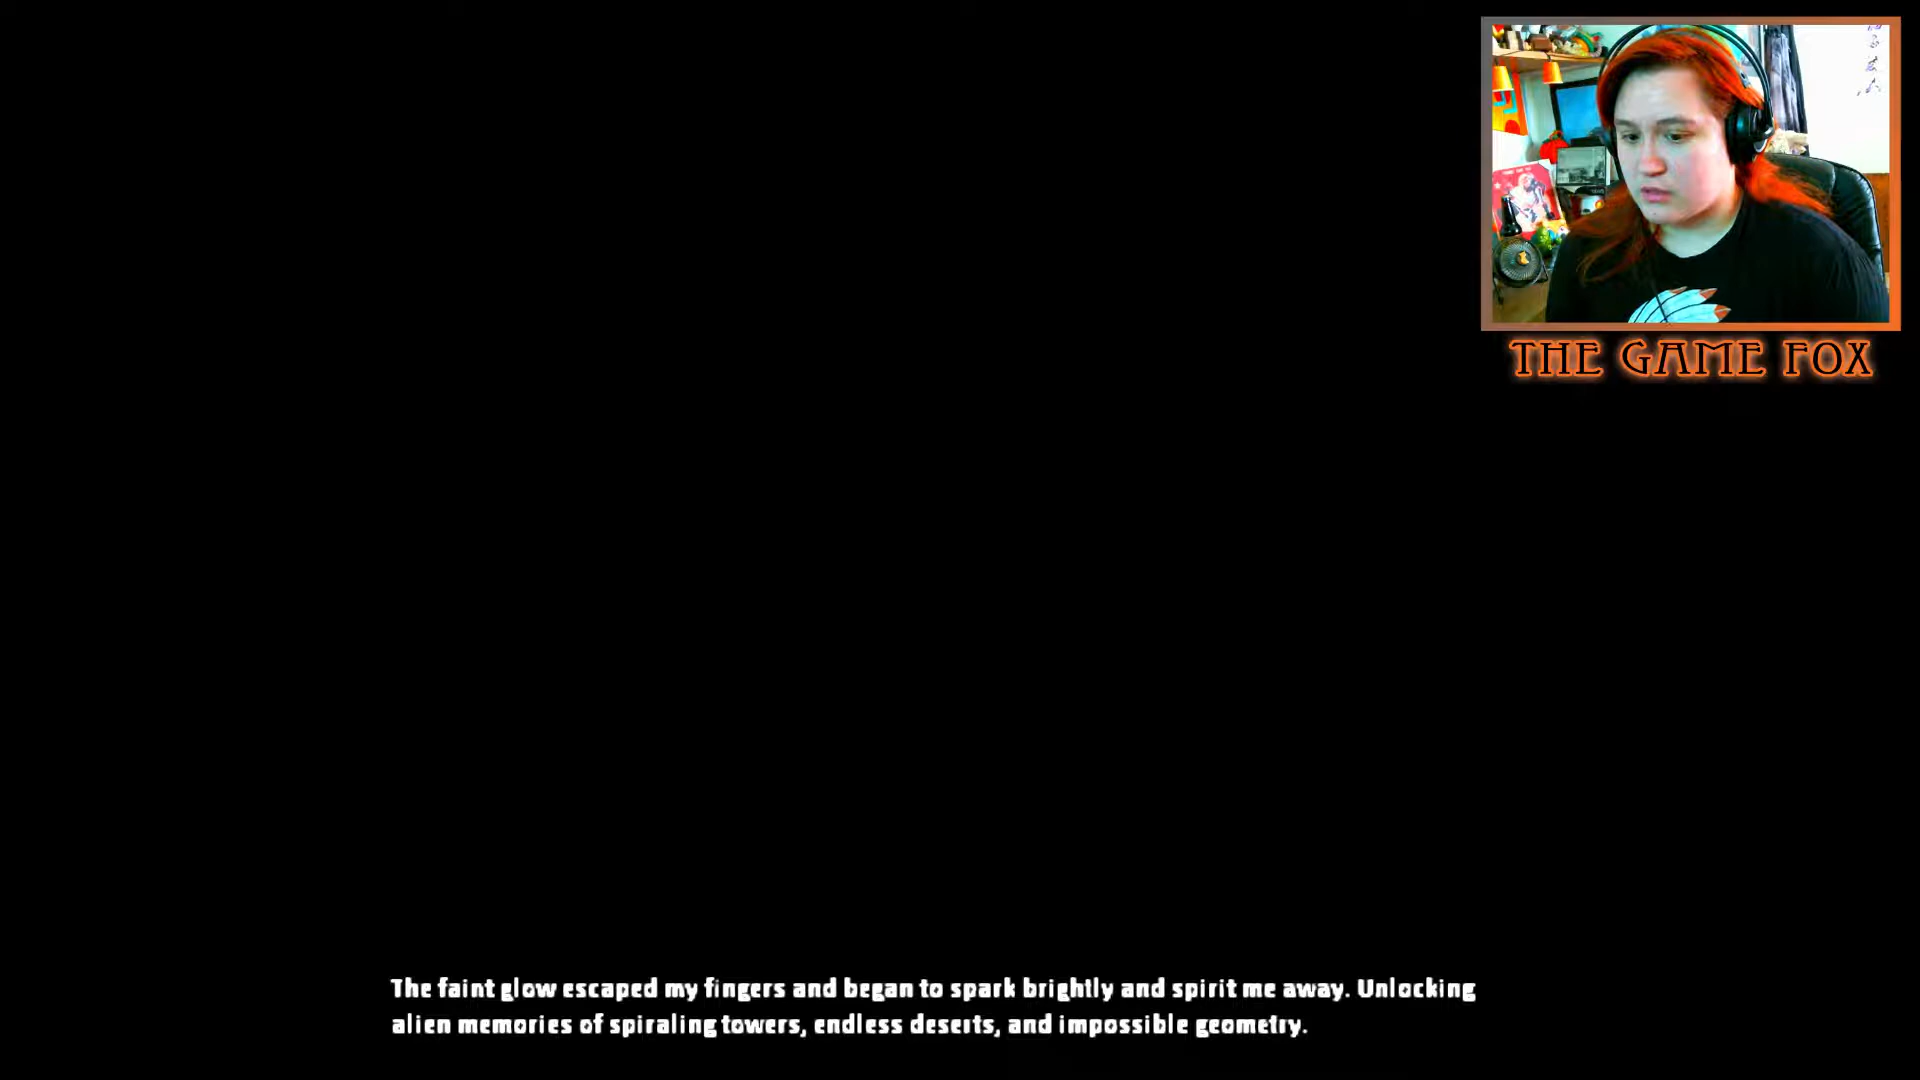 THE GAME FOX
The faint glow escaped my fingers and began to spark brightly and spirit me away. Unlocking
alien memories of spiraling towers, endless deserts, and impossible geometry.